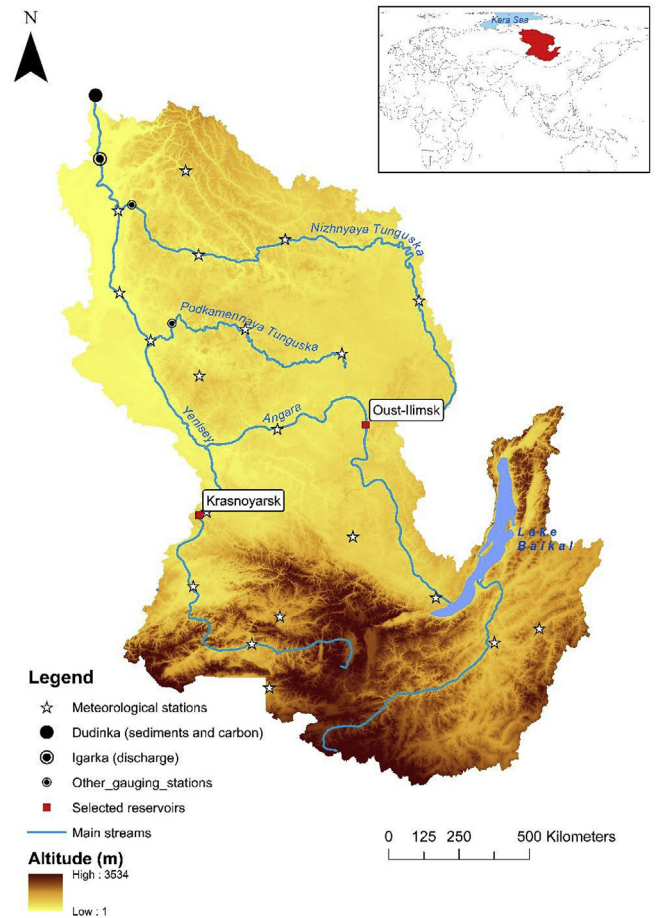 N
Kara Sea
Nizhnyaya Tunguska
Podkamennaya Tunguska
Yenisey
Angara
Oust-Ilimsk
Krasnoyarsk
Lake
Baikal
Legend
Meteorological stations
Dudinka (sediments and carbon)
Igarka (discharge)
Other_gauging_stations
Selected reservoirs
Main streams
0 125 250 500 Kilometers
Altitude (m)
High : 3534
Low : 1